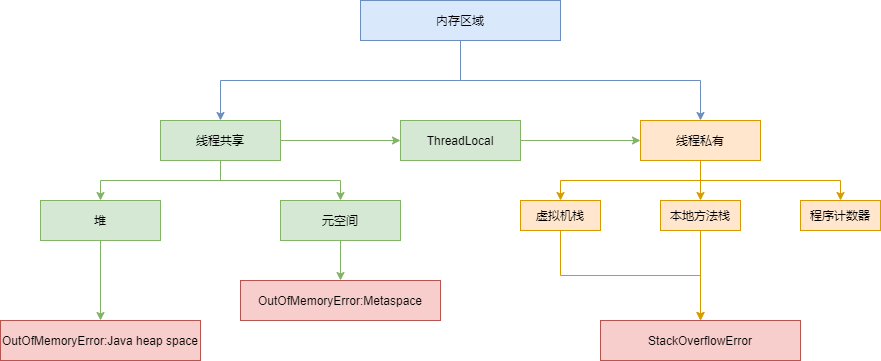 内存区域
线程共享
ThreadLocal
线程私有
堆
元空间
虚拟机栈
本地方法栈
程序计数器
OutOfMemoryError:Metaspace
OutOfMemoryError:Java heap space
StackOverflowError